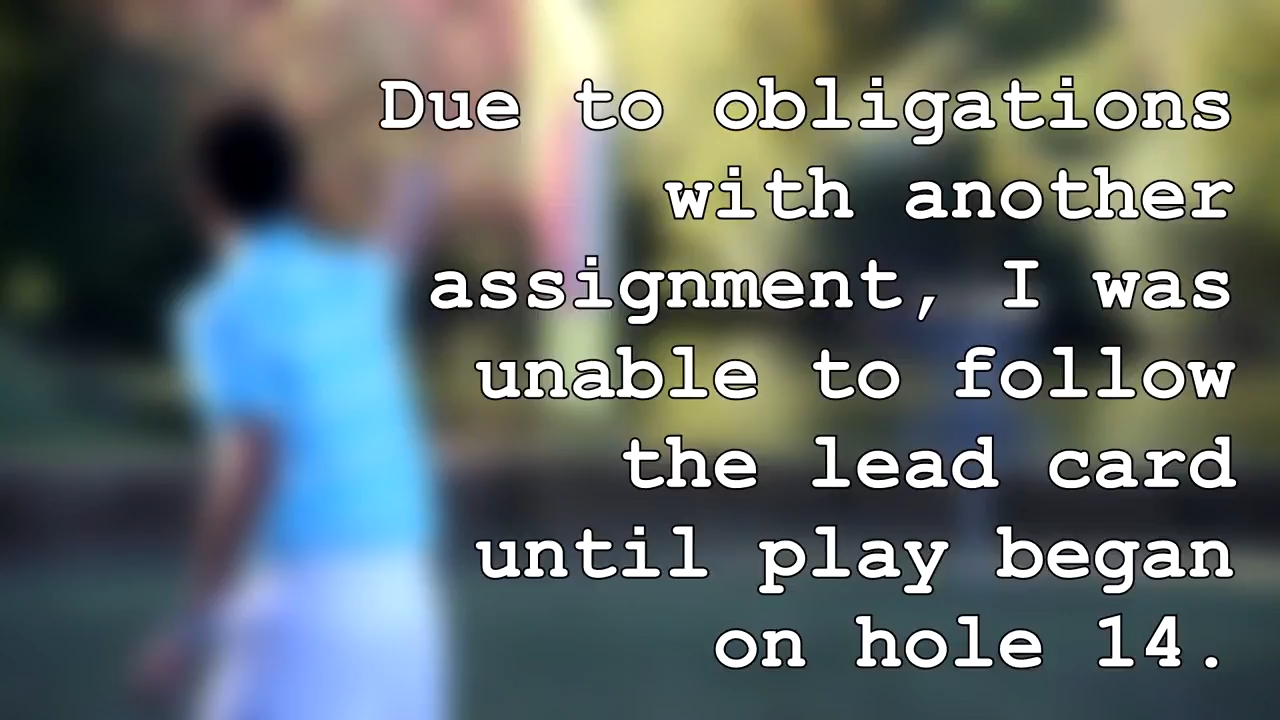 Due to obligations
with another
assignment, I was
unable to follow
the lead card
until play began
on hole 14.